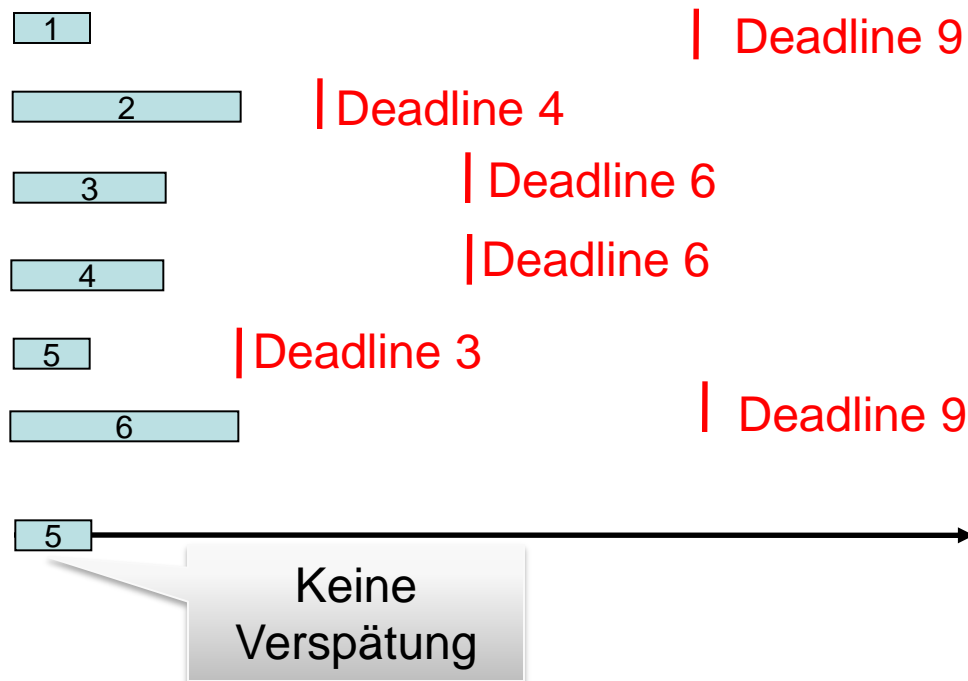 1 Deadline 9
2 Deadline 4
3 Deadline 6
4 Deadline 6
5 Deadline 3
6 Deadline 9
5
Keine
Verspätung